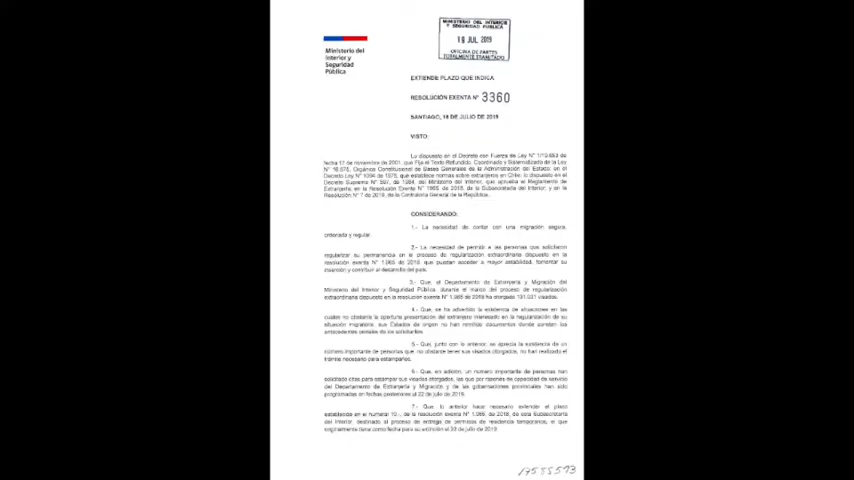 MINISTERIO DEL INTERIOR
Y SEGURIDAD PUBLICA
18 JUL 2019
OFICINA DE PARTES
TOTALMENTE TRAMITADO
Ministerio del
Interior y
Seguridad
Pública
EXTIENDE PLAZO QUE INDICA
RESOLUCIÓN EXENTA N° 3360
SANTIAGO, 18 DE JULIO DE 2019
VISTO:
Lo dispuesto en el Decreto con Fuerza de Ley N° 1/19.653 de
fecha 17 de noviembre de 2001, que Fija el Texto Refundido, Coordinado y Sistematizado de la Ley
N° 18.575, Orgánica Constitucional de Bases Generales de la Administración del Estado; en el
Decreto Ley N° 1094 de 1975, que establece normas sobre extranjeros en Chile; lo dispuesto en el
Decreto Supremo N° 597, de 1984, del Ministerio del Interior, que aprueba el Reglamento de
Extranjería; en la Resolución Exenta N° 1965 de 2018, de la Subsecretaría del Interior; y en la
Resolución N° 7 de 2019, de la Contraloría General de la República.
CONSIDERANDO:
1.- La necesidad de contar con una migración segura,
ordenada y regular.
2.- La necesidad de permitir a las personas que solicitaron
regularizar su permanencia en el proceso de regularización extraordinaria dispuesto en la
resolución exenta N° 1.965 de 2018, que puedan acceder a mayor estabilidad, fomentar su
inserción y contribuir al desarrollo del país.
3.- Que, el Departamento de Extranjería y Migración del
Ministerio del Interior y Seguridad Pública, durante el marco del proceso de regularización
extraordinaria dispuesto en la resolución exenta N° 1.965 de 2018 ha otorgado 131.021 visados.
4.- Que, se ha advertido la existencia de situaciones en las
cuales no obstante la oportuna presentación del extranjero interesado en la regularización de su
situación migratoria, sus Estados de origen no han remitido documentos donde constan los
antecedentes penales de los solicitantes.
5.- Que, junto con lo anterior, se aprecia la existencia de un
número importante de personas que, no obstante tener sus visados otorgados, no han realizado el
trámite necesario para estamparlos.
6.- Que, en adición, un número importante de personas han
solicitado citas para estampar sus visados otorgados, las que por razones de capacidad de servicio
del Departamento de Extranjería y Migración y de las gobernaciones provinciales han sido
programadas en fechas posteriores al 22 de julio de 2019.
7.- Que, lo anterior hace necesario extender el plazo
establecido en el numeral 10.-, de la resolución exenta N° 1.965, de 2018, de esta Subsecretaría
del Interior, destinado al proceso de entrega de permisos de residencia temporarios, el que
originalmente tiene como fecha para su extinción el 22 de julio de 2019
17555593